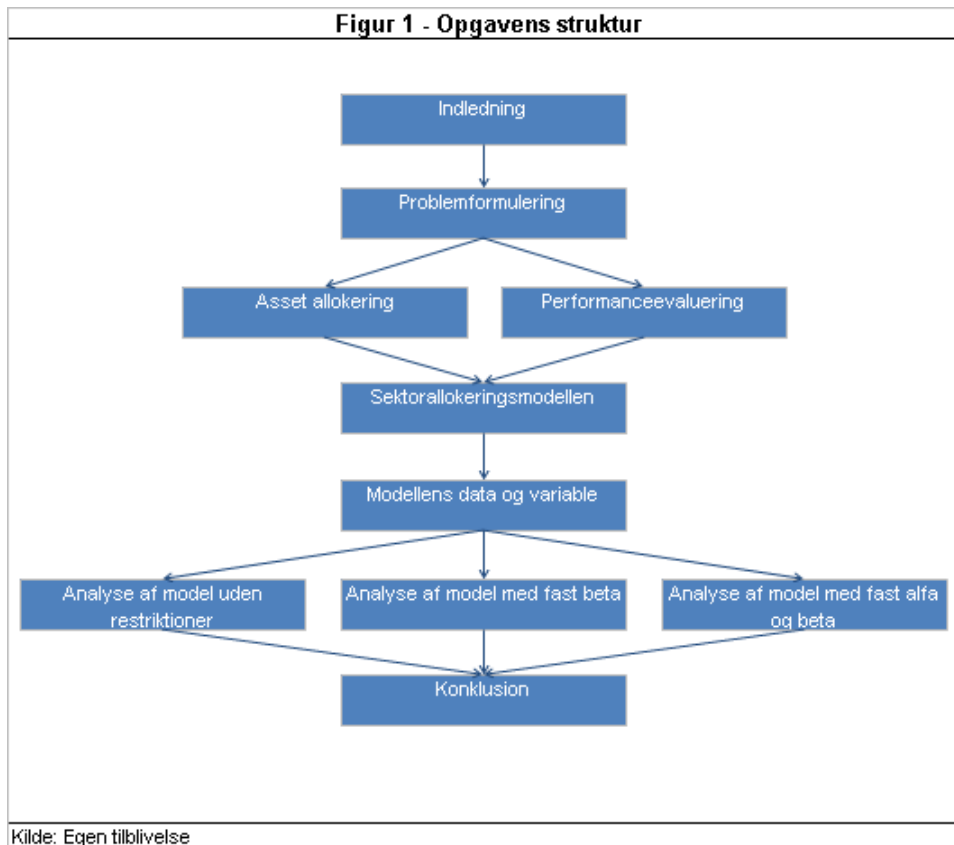 Figur 1 - Opgavens struktur
Indledning
Problemformulering
Asset allokering
Performanceevaluering
Sektorallokeringsmodellen
Modellens data og variable
Analyse af model uden
restriktioner
Analyse af model med fast beta
Analyse af model med fast alfa
og beta
Konklusion
Kilde: Egen tilblivelse